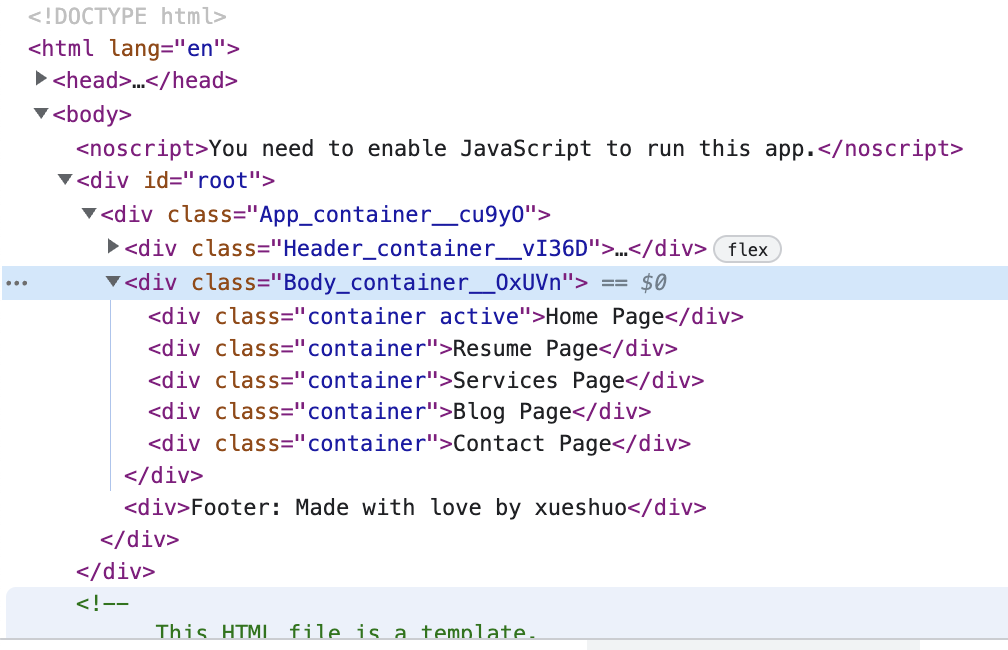 <!DOCTYPE html>
<html lang="en">
<head>…</head>
<body>
<noscript>You need to enable JavaScript to run this app.</noscript>
<div id="root">
<div class="App_container__cu9yO">
<div class="Header_container__vI36D">…</div> flex
<div class="Body_container__OxUVn"> == $0
<div class="container active">Home Page</div>
<div class="container">Resume Page</div>
<div class="container">Services Page</div>
<div class="container">Blog Page</div>
<div class="container">Contact Page</div>
</div>
<div>Footer: Made with love by xueshuo</div>
</div>
</div>
<!--
This HTML file is a template.